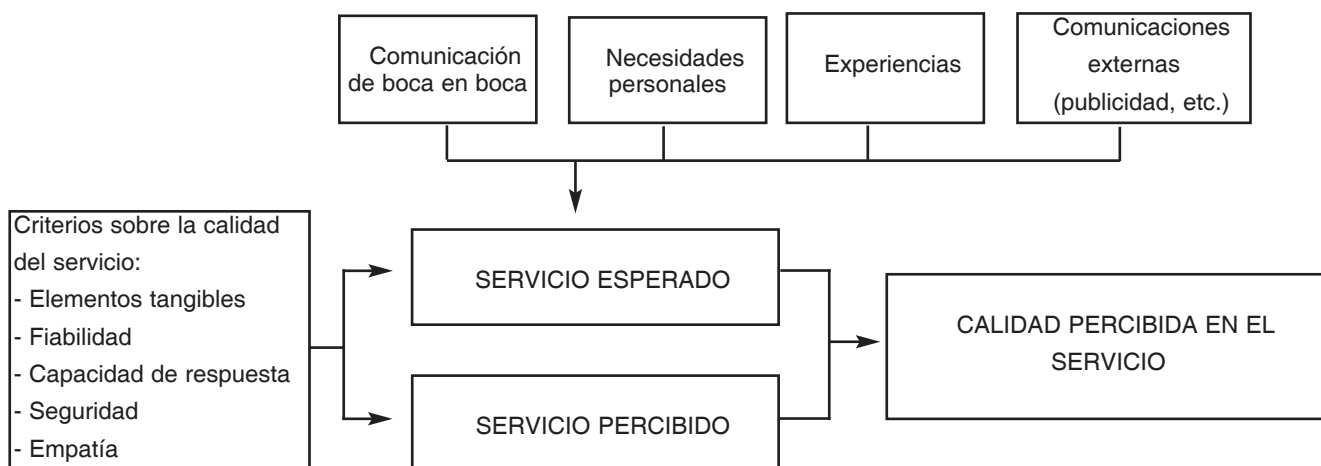 Comunicación
de boca en boca
Necesidades
personales
Experiencias
Comunicaciones
externas
(publicidad, etc.)
Criterios sobre la calidad
del servicio:
- Elementos tangibles
- Fiabilidad
- Capacidad de respuesta
- Seguridad
- Empatía
SERVICIO ESPERADO
SERVICIO PERCIBIDO
CALIDAD PERCIBIDA EN EL
SERVICIO